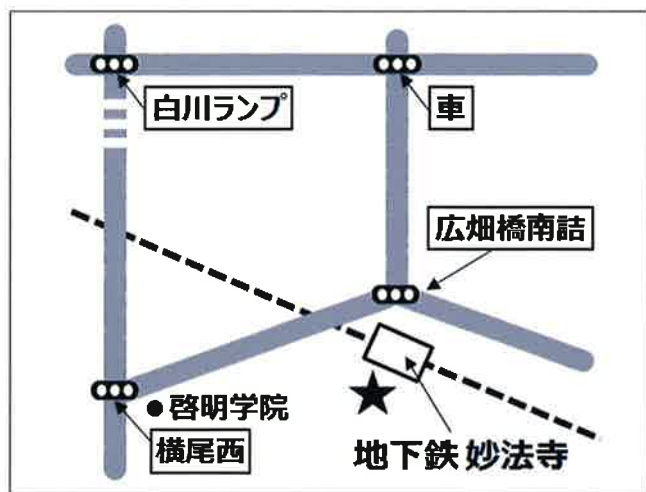 白川ランプ
車
広畑橋南詰
啓明学院
横尾西
地下鉄 妙法寺